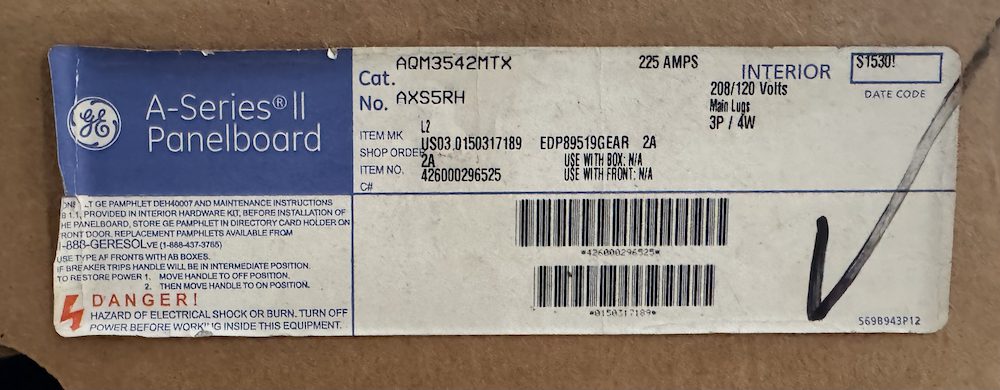 GE
A-Series® II
Panelboard
Cat.
No.
AQM3542MTX
AXS5RH
225 AMPS
INTERIOR
208/120 Volts
Main Lugs
3P / 4W
S1530!
DATE CODE
ITEM MK
L2
SHOP ORDER
US03 0150317189 EDP89519GEAR 2A
2A
USE WITH BOX: N/A
ITEM NO.
426000296525
USE WITH FRONT: N/A
C#
GE PAMPHLET DEH40007 AND MAINTENANCE INSTRUCTIONS
1.1, PROVIDED IN INTERIOR HARDWARE KIT, BEFORE INSTALLATION OF
PANELBOARD, STORE GE PAMPHLET IN DIRECTORY CARD HOLDER ON
DOOR. REPLACEMENT PAMPHLETS AVAILABLE FROM
1-888-GERESOLVE (1-888-437-3765)
USE TYPE AF FRONTS WITH AB BOXES.
IF BREAKER TRIPS HANDLE WILL BE IN INTERMEDIATE POSITION.
TO RESTORE POWER 1. MOVE HANDLE TO OFF POSITION.
2. THEN MOVE HANDLE TO ON POSITION.
DANGER!
HAZARD OF ELECTRICAL SHOCK OR BURN. TURN OFF
POWER BEFORE WORKING INSIDE THIS EQUIPMENT.
*426000296525*
*0150317189*
569B943P12